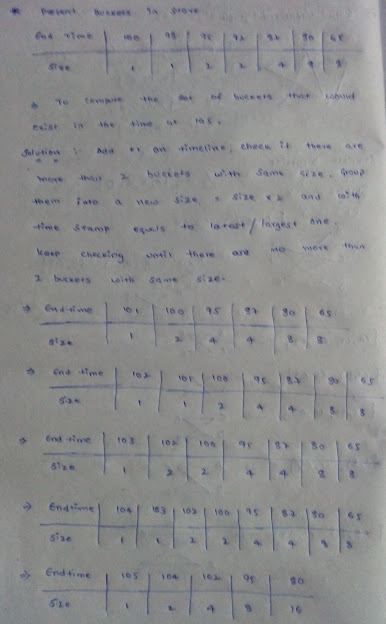 * Present buckets in store
End time | 100 | 98 | 95 | 92 | 87 | 80 | 65
Size | 1 | 1 | 2 | 2 | 4 | 8 | 8
* To compute the set of buckets that would
exist in the time at 105.
Solution :- Add +1 on timeline, check if there are
more than 2 buckets with same size, Group
them into a new size = size * 2 and with
time stamp equals to latest/largest one.
keep checking until there are no more than
2 buckets with same size.
⇒ End time | 101 | 100 | 95 | 87 | 80 | 65
Size | 1 | 2 | 4 | 4 | 8 | 8
⇒ End time | 102 | 101 | 100 | 95 | 87 | 80 | 65
Size | 1 | 1 | 2 | 4 | 4 | 8 | 8
⇒ End time | 103 | 102 | 100 | 95 | 87 | 80 | 65
Size | 1 | 2 | 2 | 4 | 4 | 8 | 8
⇒ End time | 104 | 103 | 102 | 100 | 95 | 87 | 80 | 65
Size | 1 | 1 | 2 | 2 | 4 | 4 | 8 | 8
⇒ End time | 105 | 104 | 102 | 95 | 80
Size | 1 | 2 | 4 | 8 | 16